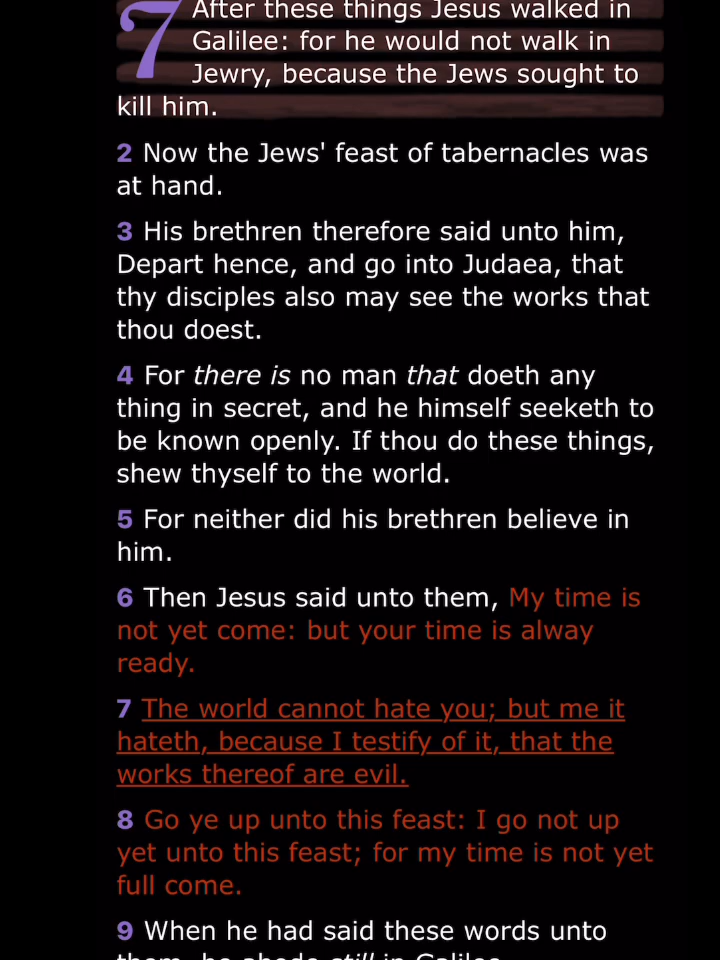 7 After these things Jesus walked in
Galilee: for he would not walk in
Jewry, because the Jews sought to
kill him.
2 Now the Jews' feast of tabernacles was
at hand.
3 His brethren therefore said unto him,
Depart hence, and go into Judaea, that
thy disciples also may see the works that
thou doest.
4 For there is no man that doeth any
thing in secret, and he himself seeketh to
be known openly. If thou do these things,
shew thyself to the world.
5 For neither did his brethren believe in
him.
6 Then Jesus said unto them, My time is
not yet come: but your time is alway
ready.
7 The world cannot hate you; but me it
hateth, because I testify of it, that the
works thereof are evil.
8 Go ye up unto this feast: I go not up
yet unto this feast; for my time is not yet
full come.
9 When he had said these words unto
them, he abode still in Galilee.